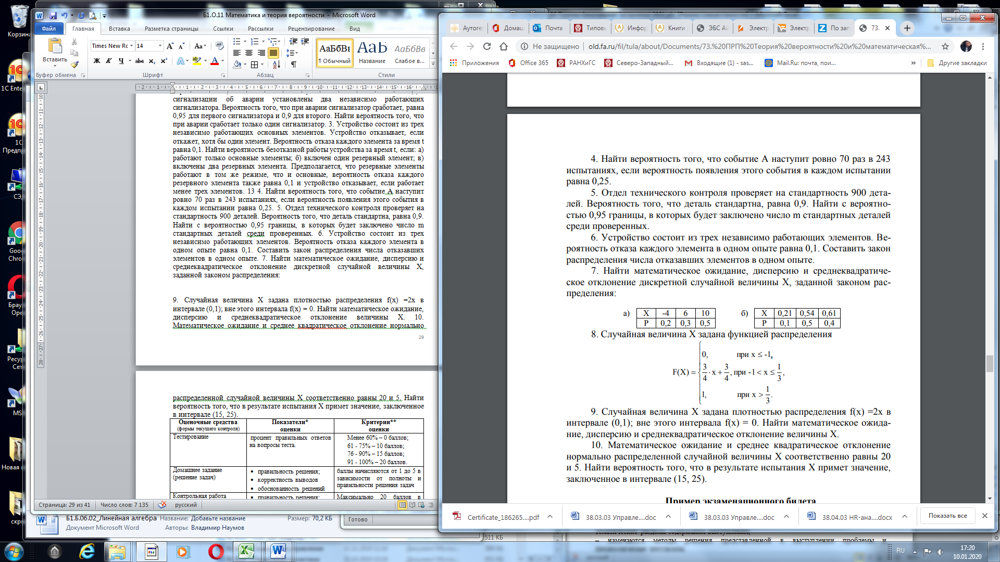 Б1.О.11 Математика и теория вероятности - Microsoft Word
Файл
Главная
Вставка
Разметка страницы
Ссылки
Рассылки
Рецензирование
Вид
Вставить
Times New Rc
14
Ж К Ч abc x₂ x²
АаБбВв АаБ АаБбВв
¶ Обычный
Название
Слабое в...
Буфер обмена
Шрифт
Абзац
Стили
сигнализации об аварии установлены два независимо работающих
сигнализатора. Вероятность того, что при аварии сигнализатор сработает, равна
0,95 для первого сигнализатора и 0,9 для второго. Найти вероятность того, что
при аварии сработает только один сигнализатор. 3. Устройство состоит из трех
независимо работающих основных элементов. Устройство отказывает, если
откажет, хотя бы один элемент. Вероятность отказа каждого элемента за время t
равна 0,1. Найти вероятность безотказной работы устройства за время t, если: а)
работают только основные элементы; б) включен один резервный элемент; в)
включены два резервных элемента. Предполагается, что резервные элементы
работают в том же режиме, что и основные, вероятность отказа каждого
резервного элемента также равна 0,1 и устройство отказывает, если работает
менее трех элементов. 13 4. Найти вероятность того, что событие А наступит
ровно 70 раз в 243 испытаниях, если вероятность появления этого события в
каждом испытании равна 0,25. 5. Отдел технического контроля проверяет на
стандартность 900 деталей. Вероятность того, что деталь стандартна, равна 0,9.
Найти с вероятностью 0,95 границы, в которых будет заключено число m
стандартных деталей среди проверенных. 6. Устройство состоит из трех
независимо работающих элементов. Вероятность отказа каждого элемента в
одном опыте равна 0,1. Составить закон распределения числа отказавших
элементов в одном опыте. 7. Найти математическое ожидание, дисперсию и
среднеквадратическое отклонение дискретной случайной величины X,
заданной законом распределения:
9. Случайная величина X задана плотностью распределения f(x) =2x в
интервале (0,1); вне этого интервала f(x) = 0. Найти математическое ожидание,
дисперсию и среднеквадратическое отклонение величины X. 10.
Математическое ожидание и среднее квадратическое отклонение нормально
29
распределенной случайной величины X соответственно равны 20 и 5. Найти
вероятность того, что в результате испытания X примет значение, заключенное
в интервале (15, 25).
Оценочные средства
(формы текущего контроля)
Показатели*
оценки
Критерии**
оценки
Тестирование
процент правильных ответов
на вопросы теста.
Менее 60% – 0 баллов;
61 - 75% – 10 баллов;
76 - 90% – 15 баллов;
91 - 100% – 20 баллов.
Домашнее задание
(решение задач)
• правильность решения;
• корректность выводов
• обоснованность решений
баллы начисляются от 1 до 5 в
зависимости от полноты и
правильности решения задач
Контрольная работа
• правильность решения;
Максимально 20 баллов в
Страница: 29 из 41
Число слов: 7 135
русский
Б1.Б.06.02_Линейная алгебра
Название: Добавьте название
Размер: 70,2 КБ
Документ Microsoft Word
Авторы: Владимир Наумов
Готово
511 КБ
Корзина
1C Ente
1С
Предпр
СЭД
Goo
Chro
Брау
Ope
Ресур
Сет
MS
Новая п
скри
Аутоге
Домаш
Почта
Типовь
Инфор
Книги
ЭБС Ай
Электр
Электр
По зап
73.
Не защищено
old.fa.ru/fil/tula/about/Documents/73.%20ПРП%20Теория%20вероятности%20и%20математическая%...
Приложения
Office 365
РАНХиГС
Северо-Западный...
Входящие (1) - sas...
Mail.Ru: почта, пои...
»
Другие закладки
4. Найти вероятность того, что событие А наступит ровно 70 раз в 243
испытаниях, если вероятность появления этого события в каждом испытании
равна 0,25.
5. Отдел технического контроля проверяет на стандартность 900 дета-
лей. Вероятность того, что деталь стандартна, равна 0,9. Найти с вероятно-
стью 0,95 границы, в которых будет заключено число m стандартных деталей
среди проверенных.
6. Устройство состоит из трех независимо работающих элементов. Ве-
роятность отказа каждого элемента в одном опыте равна 0,1. Составить закон
распределения числа отказавших элементов в одном опыте.
7. Найти математическое ожидание, дисперсию и среднеквадратиче-
ское отклонение дискретной случайной величины X, заданной законом рас-
пределения:
а) X -4 6 10
P 0,2 0,3 0,5
б) X 0,21 0,54 0,61
P 0,1 0,5 0,4
8. Случайная величина X задана функцией распределения
0, при x ≤ -1,
F(X) = 3/4 · x + 3/4, при -1 < x ≤ 1/3,
1, при x > 1/3.
9. Случайная величина X задана плотностью распределения f(x) =2x в
интервале (0,1); вне этого интервала f(x) = 0. Найти математическое ожида-
ние, дисперсию и среднеквадратическое отклонение величины X.
10. Математическое ожидание и среднее квадратическое отклонение
нормально распределенной случайной величины X соответственно равны 20
и 5. Найти вероятность того, что в результате испытания X примет значение,
заключенное в интервале (15, 25).
Пример экзаменационного билета
Certificate_186265....pdf
38.03.03 Управле....doc
38.03.03 Управле....doc
38.04.03 HR-ана....docx
Показать все
RU
17:20
10.01.2020